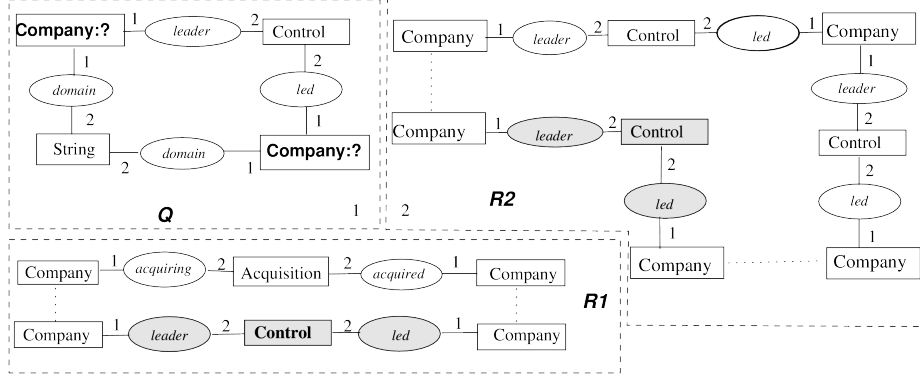 Company:? 1 leader 2 Control
1 2
domain led
2 1
String 2 domain 1 Company:?
Q 1
Company 1 leader 2 Control 2 led 1 Company
1
leader
2
Company 1 leader 2 Control Control
2 2
led led
R2 2
1 1
Company Company
Company 1 acquiring 2 Acquisition 2 acquired 1 Company
R1
Company 1 leader 2 Control 2 led 1 Company